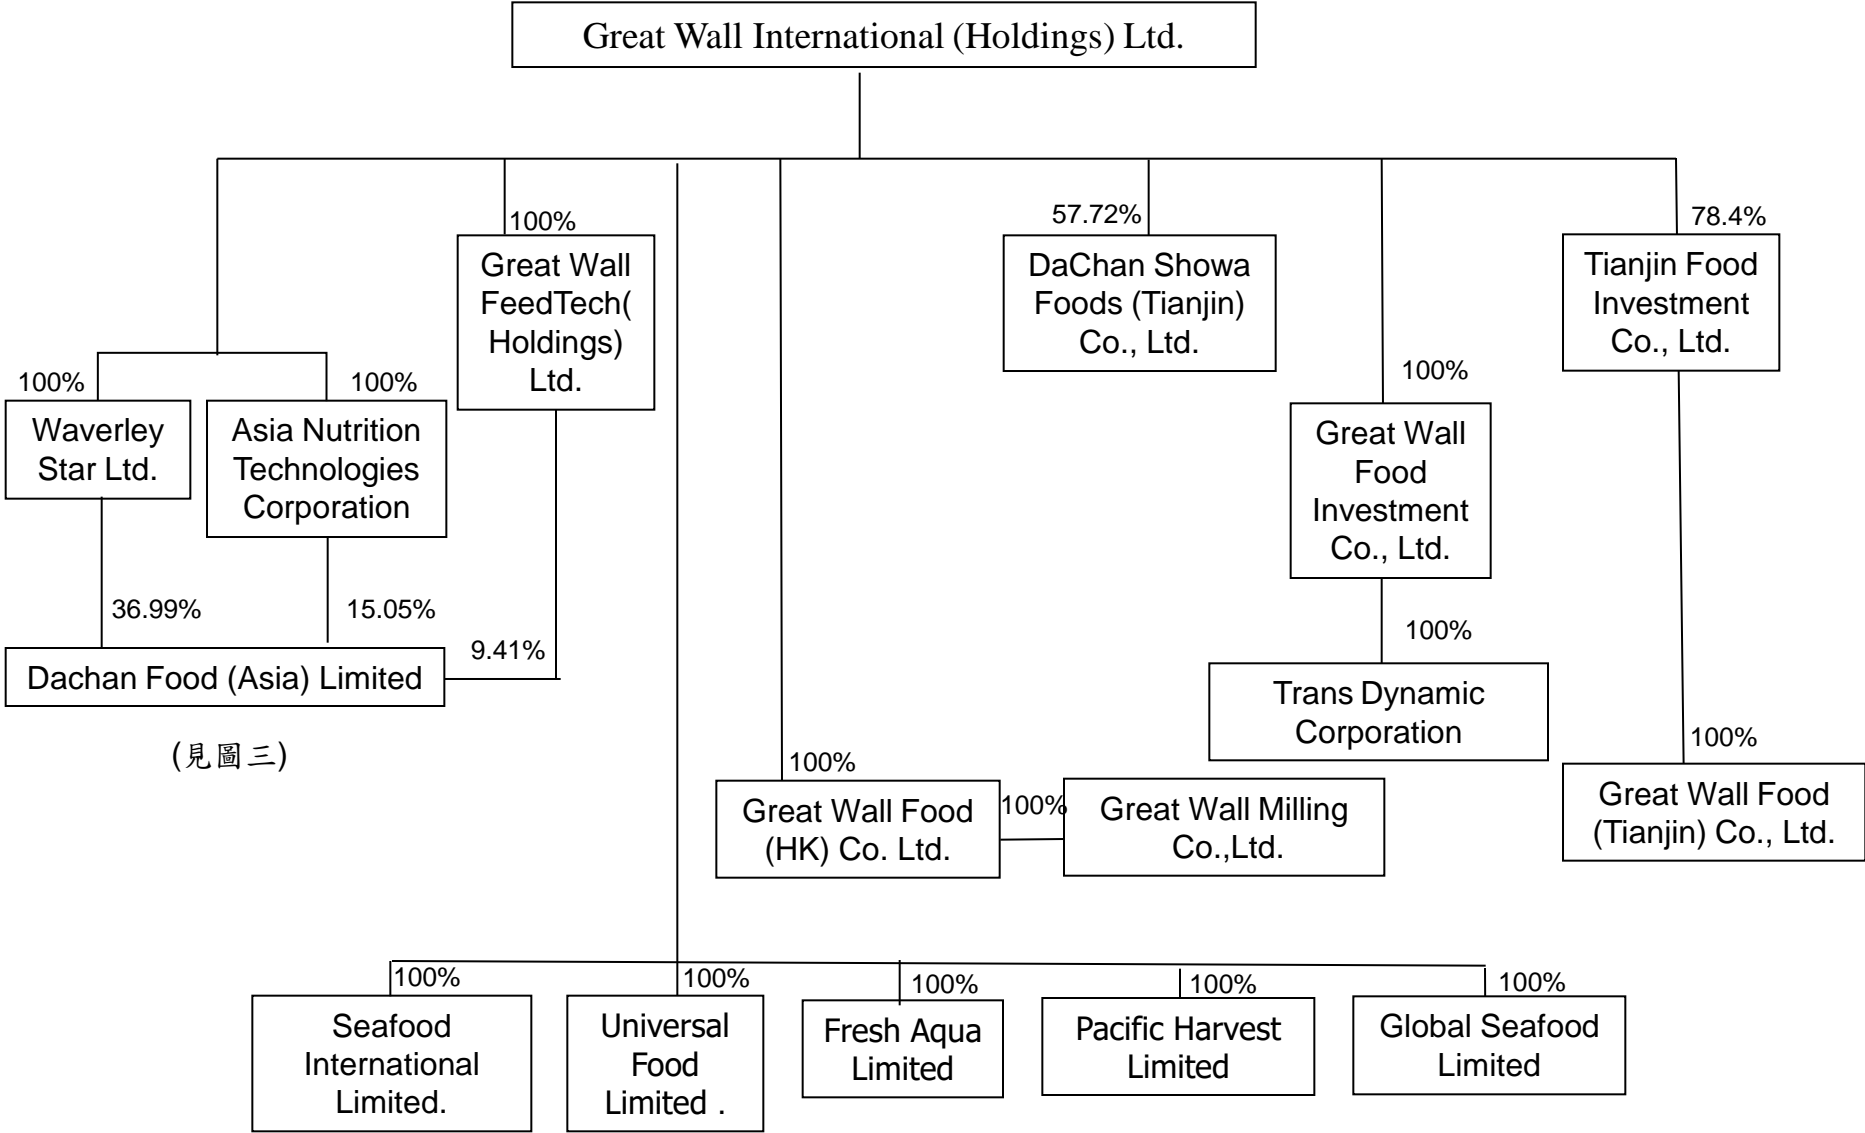 Great Wall International (Holdings) Ltd.
100%
Great Wall
FeedTech(
Holdings)
Ltd.
57.72%
DaChan Showa
Foods (Tianjin)
Co., Ltd.
78.4%
Tianjin Food
Investment
Co., Ltd.
100%
Waverley
Star Ltd.
100%
Asia Nutrition
Technologies
Corporation
100%
Great Wall
Food
Investment
Co., Ltd.
36.99%
15.05%
9.41%
Dachan Food (Asia) Limited
(見圖三)
100%
Trans Dynamic
Corporation
100%
Great Wall Food
(Tianjin) Co., Ltd.
100%
Great Wall Food
(HK) Co. Ltd.
100%
Great Wall Milling
Co.,Ltd.
100%
Seafood
International
Limited.
100%
Universal
Food
Limited .
100%
Fresh Aqua
Limited
100%
Pacific Harvest
Limited
100%
Global Seafood
Limited